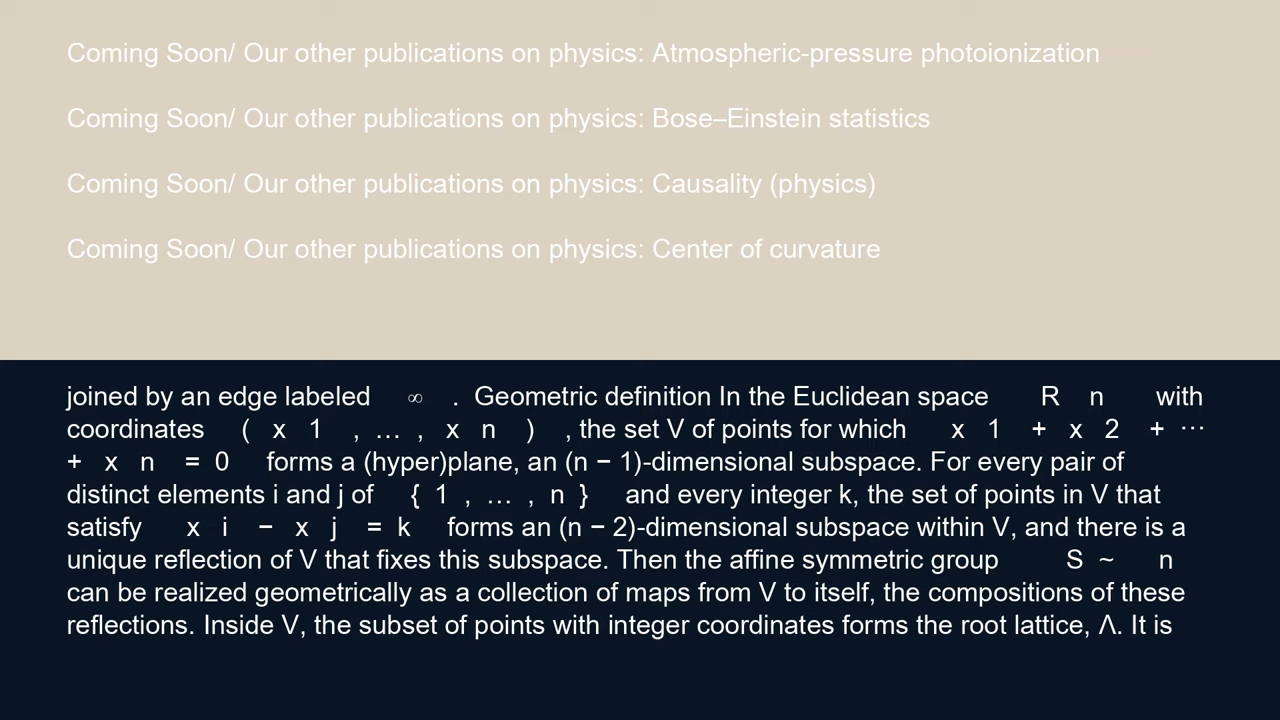 Coming Soon/ Our other publications on physics: Atmospheric-pressure photoionization
Coming Soon/ Our other publications on physics: Bose–Einstein statistics
Coming Soon/ Our other publications on physics: Causality (physics)
Coming Soon/ Our other publications on physics: Center of curvature
joined by an edge labeled ∞ . Geometric definition In the Euclidean space R n with
coordinates ( x 1 , … , x n ) , the set V of points for which x 1 + x 2 + ⋯
+ x n = 0 forms a (hyper)plane, an (n − 1)-dimensional subspace. For every pair of
distinct elements i and j of { 1 , … , n } and every integer k, the set of points in V that
satisfy x i − x j = k forms an (n − 2)-dimensional subspace within V, and there is a
unique reflection of V that fixes this subspace. Then the affine symmetric group S ~ n
can be realized geometrically as a collection of maps from V to itself, the compositions of these
reflections. Inside V, the subset of points with integer coordinates forms the root lattice, Λ. It is